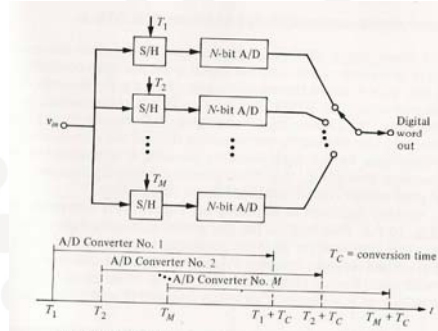 T1
S/H
N-bit A/D
T2
S/H
N-bit A/D
vin
Digital
word
out
TM
S/H
N-bit A/D
A/D Converter No. 1
TC = conversion time
A/D Converter No. 2
A/D Converter No. M
T1
T2
TM
T1 + TC
T2 + TC
TM + TC
t